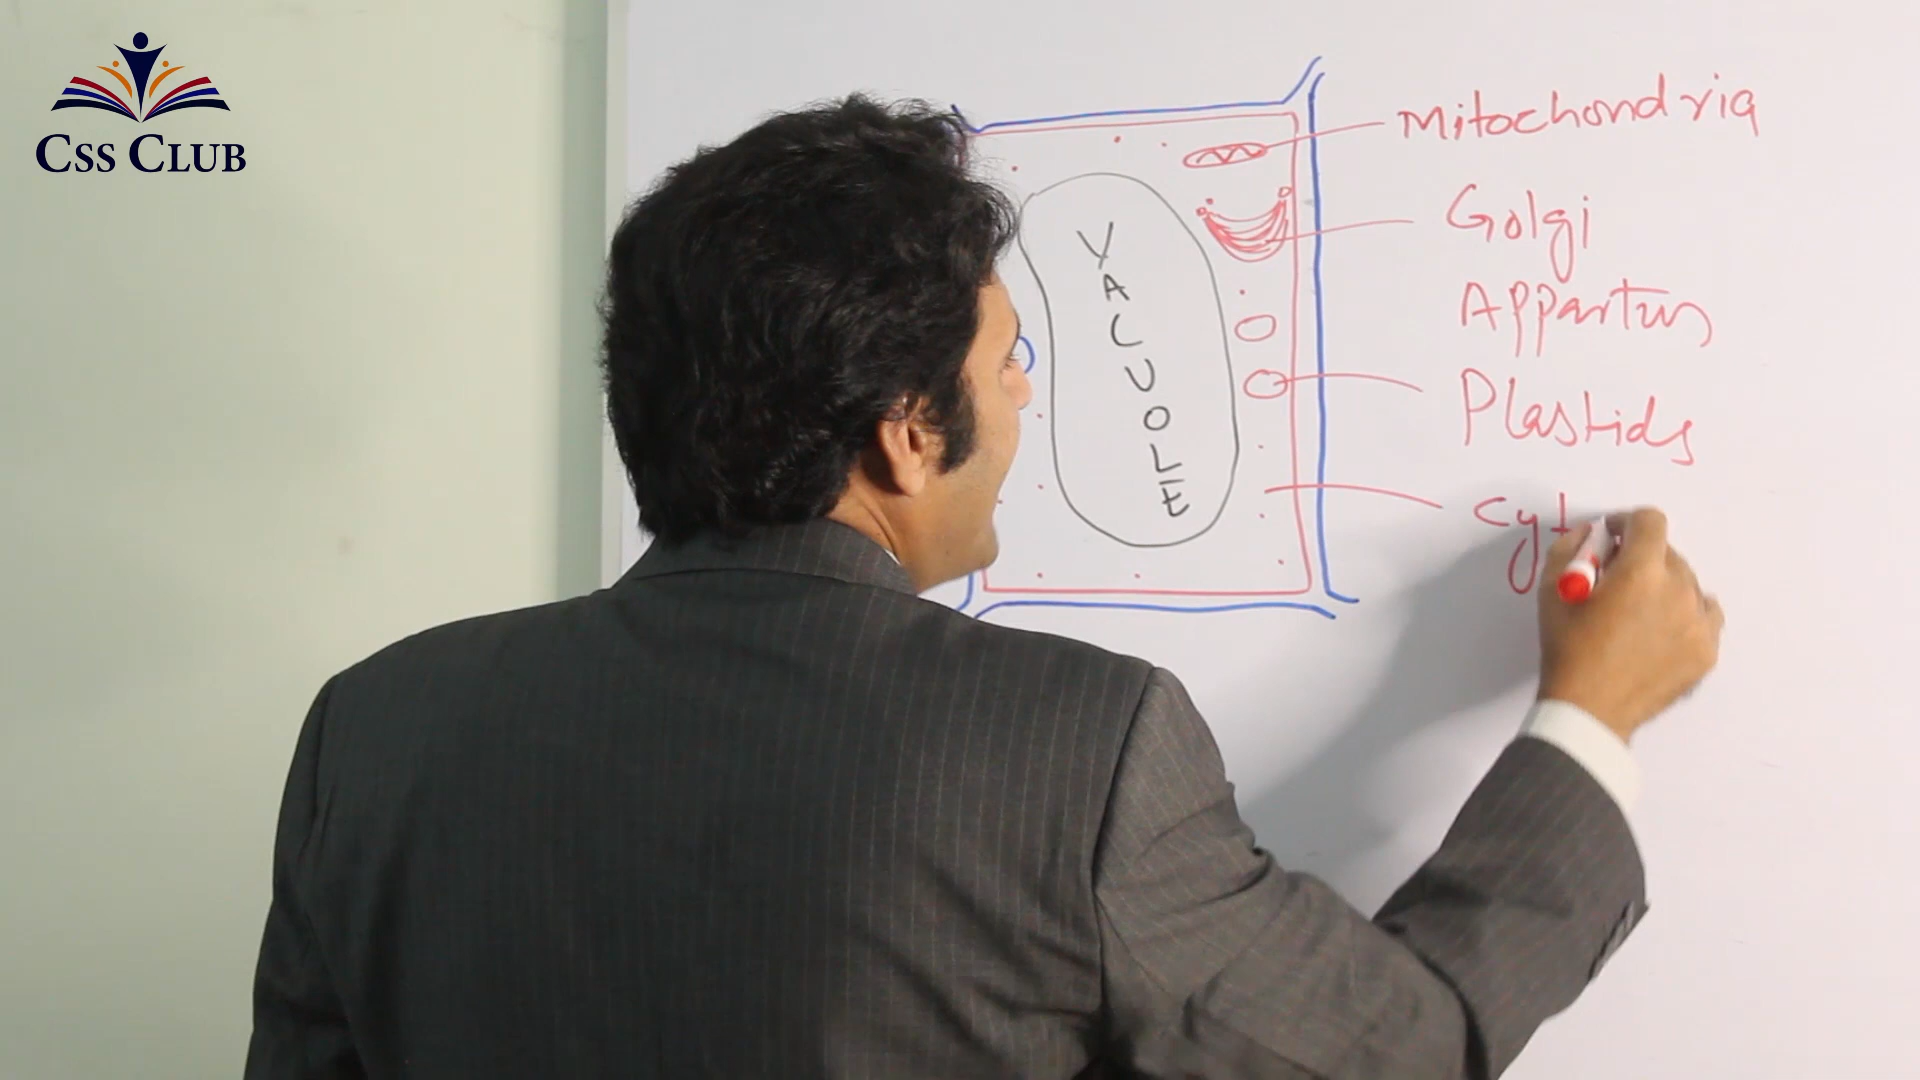 CSS CLUB
Mitochondria
Golgi
Appartus
Plastids
Cyt
VACUOLE